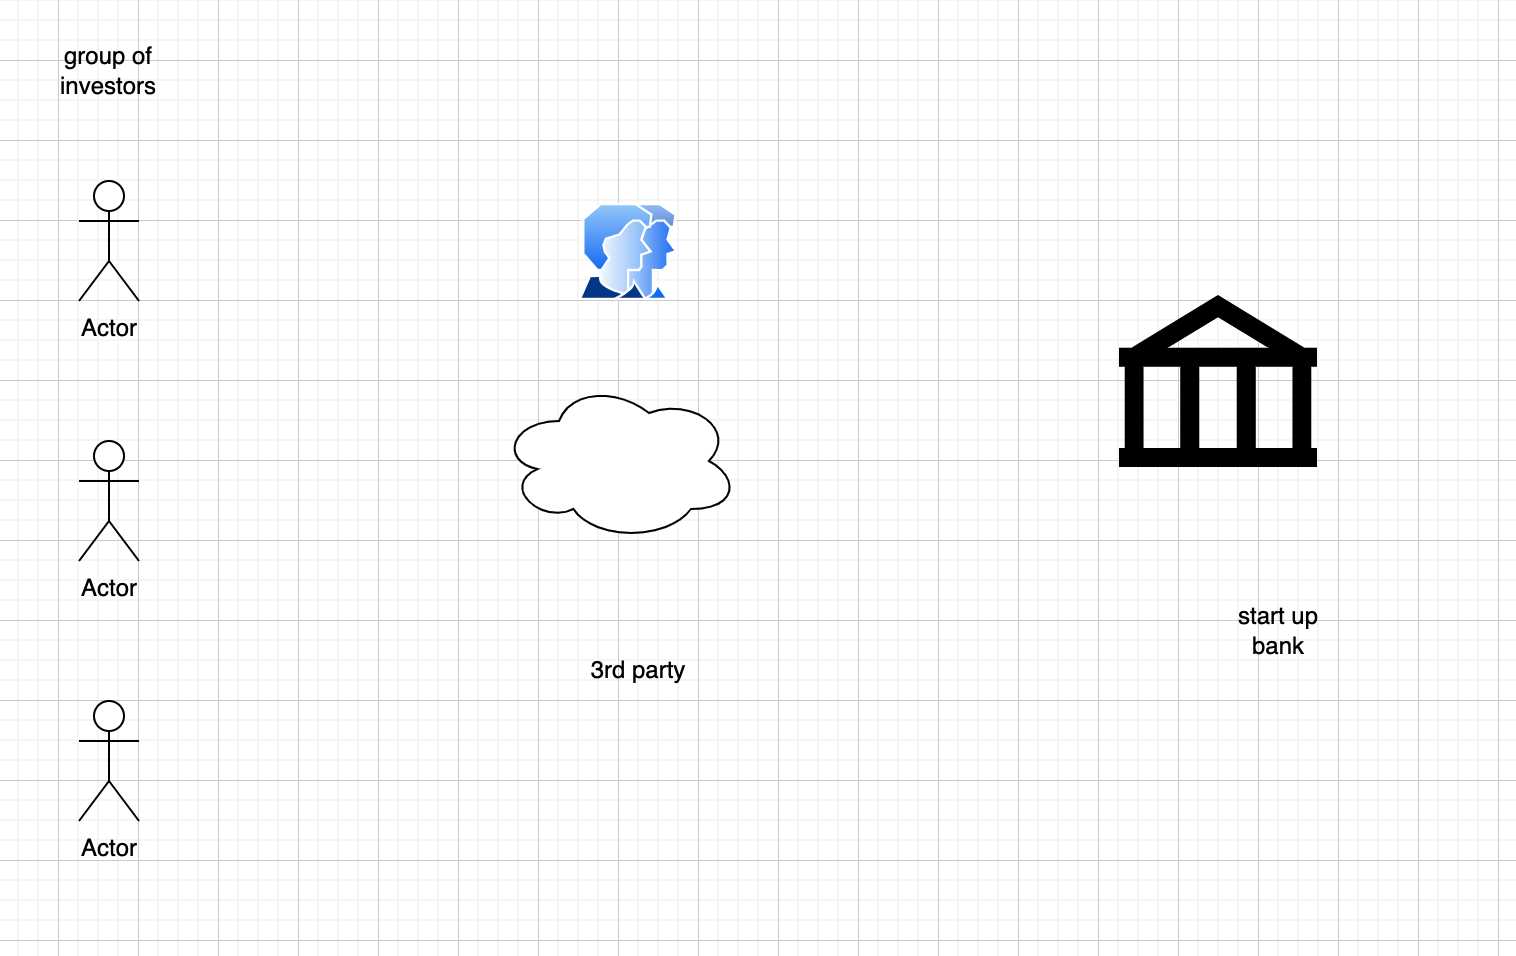 group of
investors
Actor
Actor
3rd party
start up
bank
Actor